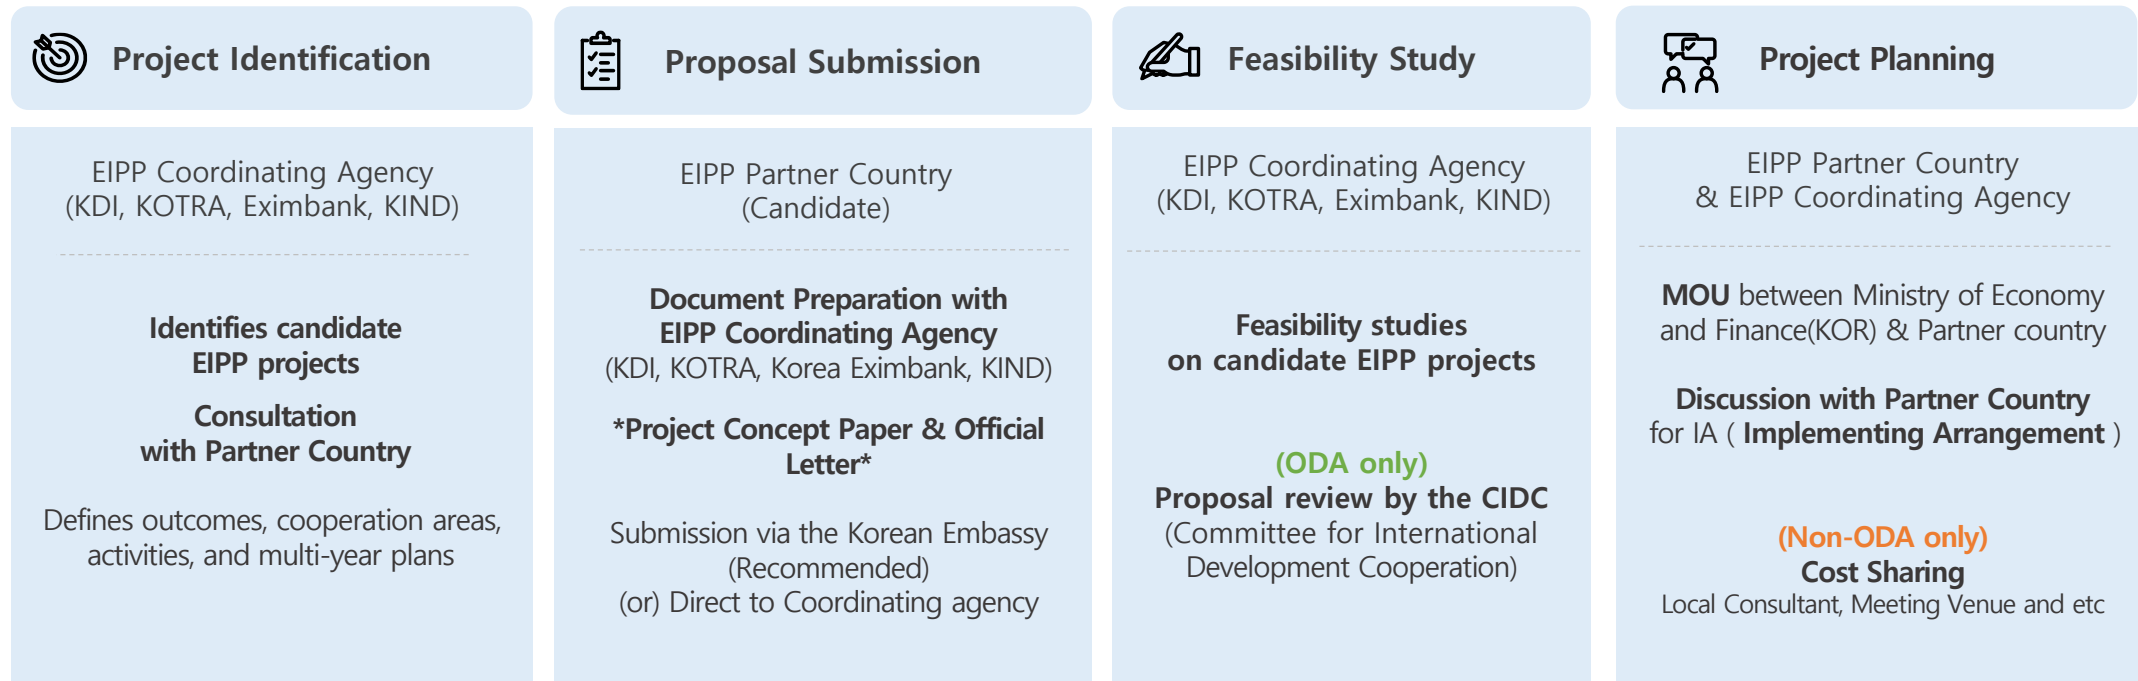 Project Identification
EIPP Coordinating Agency
(KDI, KOTRA, Eximbank, KIND)
Identifies candidate
EIPP projects
Consultation
with Partner Country
Defines outcomes, cooperation areas,
activities, and multi-year plans
Proposal Submission
EIPP Partner Country
(Candidate)
Document Preparation with
EIPP Coordinating Agency
(KDI, KOTRA, Korea Eximbank, KIND)
*Project Concept Paper & Official
Letter*
Submission via the Korean Embassy
(Recommended)
(or) Direct to Coordinating agency
Feasibility Study
EIPP Coordinating Agency
(KDI, KOTRA, Eximbank, KIND)
Feasibility studies
on candidate EIPP projects
(ODA only)
Proposal review by the CIDC
(Committee for International
Development Cooperation)
Project Planning
EIPP Partner Country
& EIPP Coordinating Agency
MOU between Ministry of Economy
and Finance(KOR) & Partner country
Discussion with Partner Country
for IA ( Implementing Arrangement )
(Non-ODA only)
Cost Sharing
Local Consultant, Meeting Venue and etc